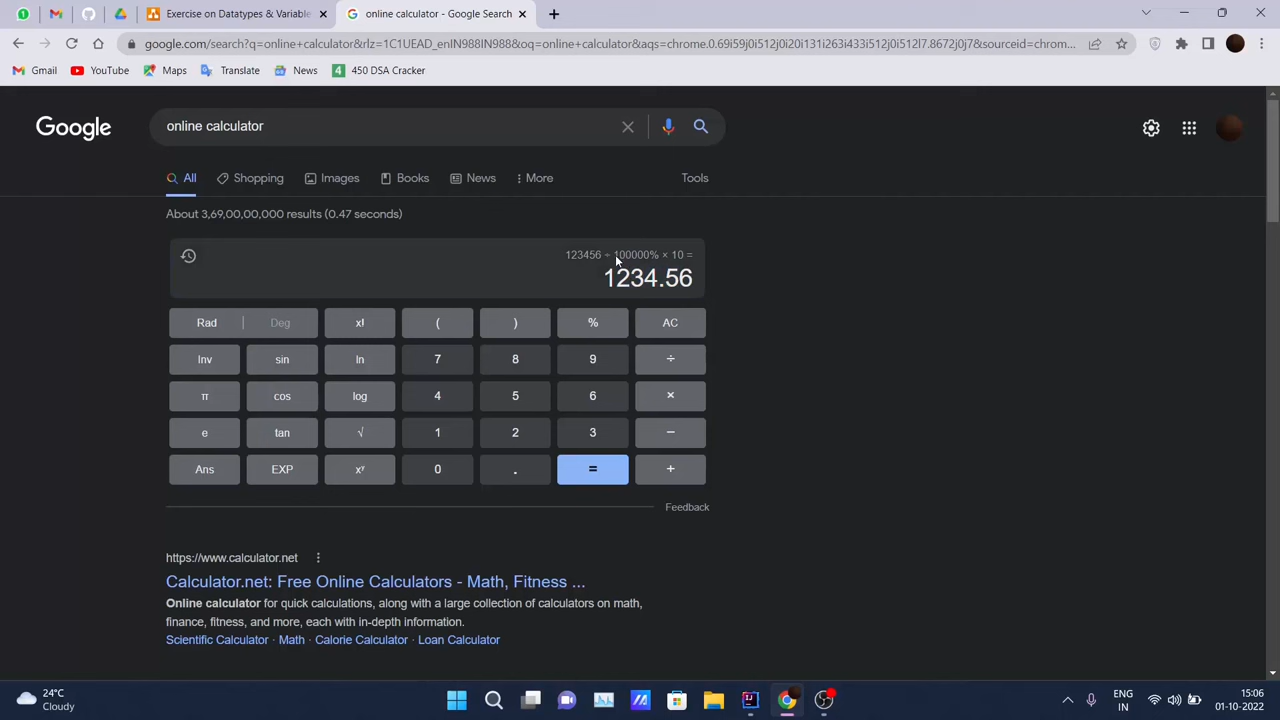 Exercise on Datatypes & Variable
online calculator - Google Search
google.com/search?q=online+calculator&rlz=1C1UEAD_enIN988IN988&oq=online+calculator&aqs=chrome.0.69i59j0i512j0i20i131i263i433i512j0i512l7.8672j0j7&sourceid=chrom...
Gmail
YouTube
Maps
Translate
News
4
450 DSA Cracker
Google
online calculator
All
Shopping
Images
Books
News
More
Tools
About 3,69,00,00,000 results (0.47 seconds)
123456 ÷ 100000% × 10 =
1234.56
Rad | Deg x! ( ) % AC
Inv sin ln 7 8 9 ÷
π cos log 4 5 6 ×
e tan √ 1 2 3 −
Ans EXP xʸ 0 . = +
Feedback
https://www.calculator.net
Calculator.net: Free Online Calculators - Math, Fitness ...
Online calculator for quick calculations, along with a large collection of calculators on math,
finance, fitness, and more, each with in-depth information.
Scientific Calculator · Math · Calorie Calculator · Loan Calculator
24°C
Cloudy
ENG
IN
15:06
01-10-2022